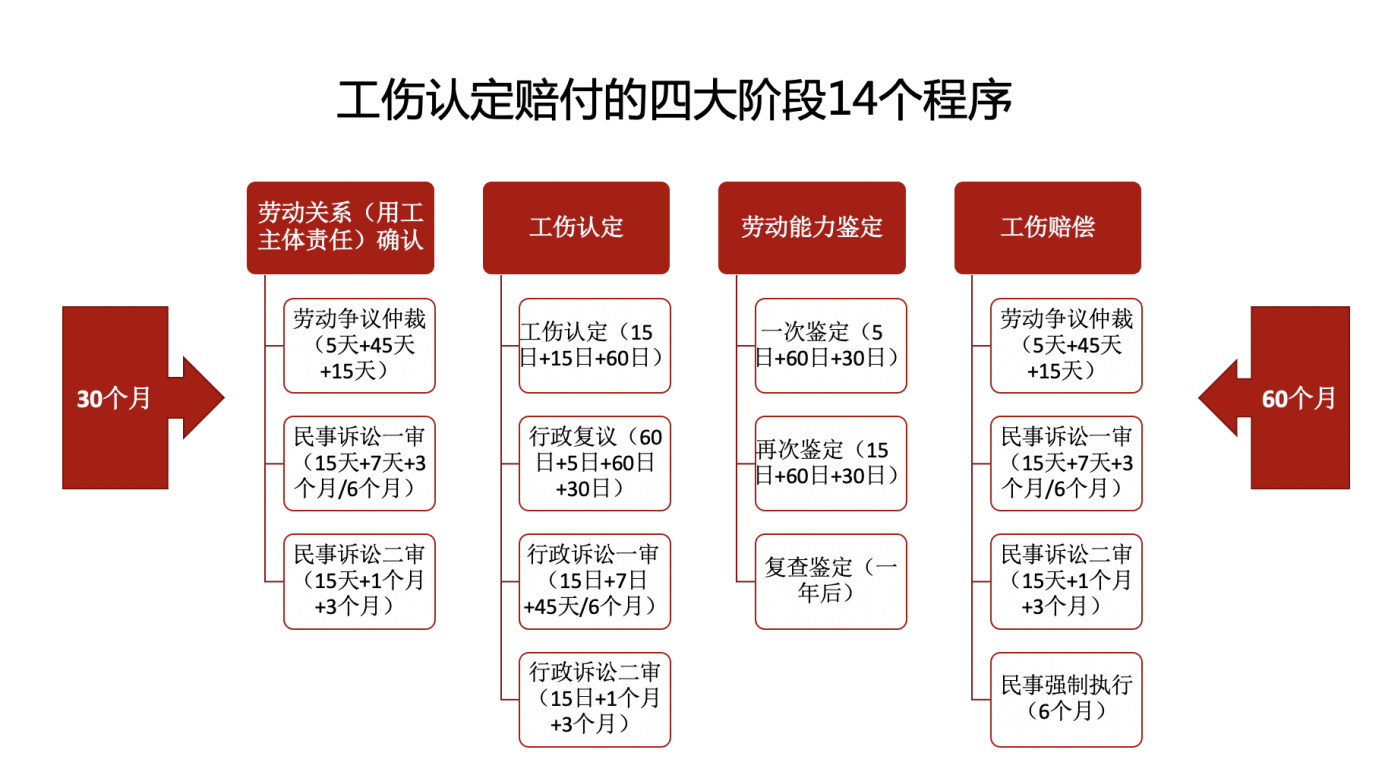 工伤认定赔付的四大阶段14个程序
30个月
劳动关系（用工
主体责任）确认
劳动争议仲裁
（5天+45天
+15天）
民事诉讼一审
（15天+7天+3
个月/6个月）
民事诉讼二审
（15天+1个月
+3个月）
工伤认定
工伤认定（15
日+15日+60日）
行政复议（60
日+5日+60日
+30日）
行政诉讼一审
（15日+7日
+45天/6个月）
行政诉讼二审
（15日+1个月
+3个月）
劳动能力鉴定
一次鉴定（5
日+60日+30日）
再次鉴定（15
日+60日+30日）
复查鉴定（一
年后）
工伤赔偿
劳动争议仲裁
（5天+45天
+15天）
民事诉讼一审
（15天+7天+3
个月/6个月）
民事诉讼二审
（15天+1个月
+3个月）
民事强制执行
（6个月）
60个月